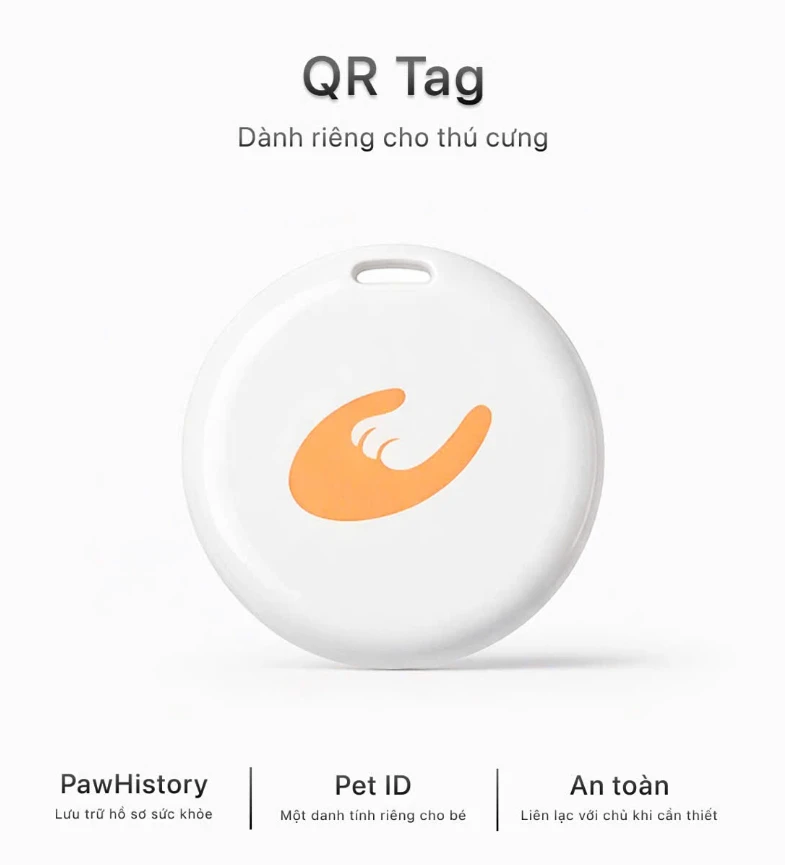 QR Tag
Dành riêng cho thú cưng
PawHistory
Lưu trữ hồ sơ sức khỏe
Pet ID
Một danh tính riêng cho bé
An toàn
Liên lạc với chủ khi cần thiết